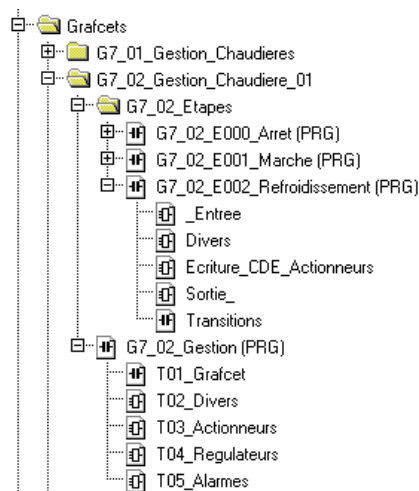 Grafcets
G7_01_Gestion_Chaudieres
G7_02_Gestion_Chaudiere_01
G7_02_Etapes
G7_02_E000_Arret (PRG)
G7_02_E001_Marche (PRG)
G7_02_E002_Refroidissement (PRG)
_Entree
Divers
Ecriture_CDE_Actionneurs
Sortie_
Transitions
G7_02_Gestion (PRG)
T01_Grafcet
T02_Divers
T03_Actionneurs
T04_Regulateurs
T05_Alarmes